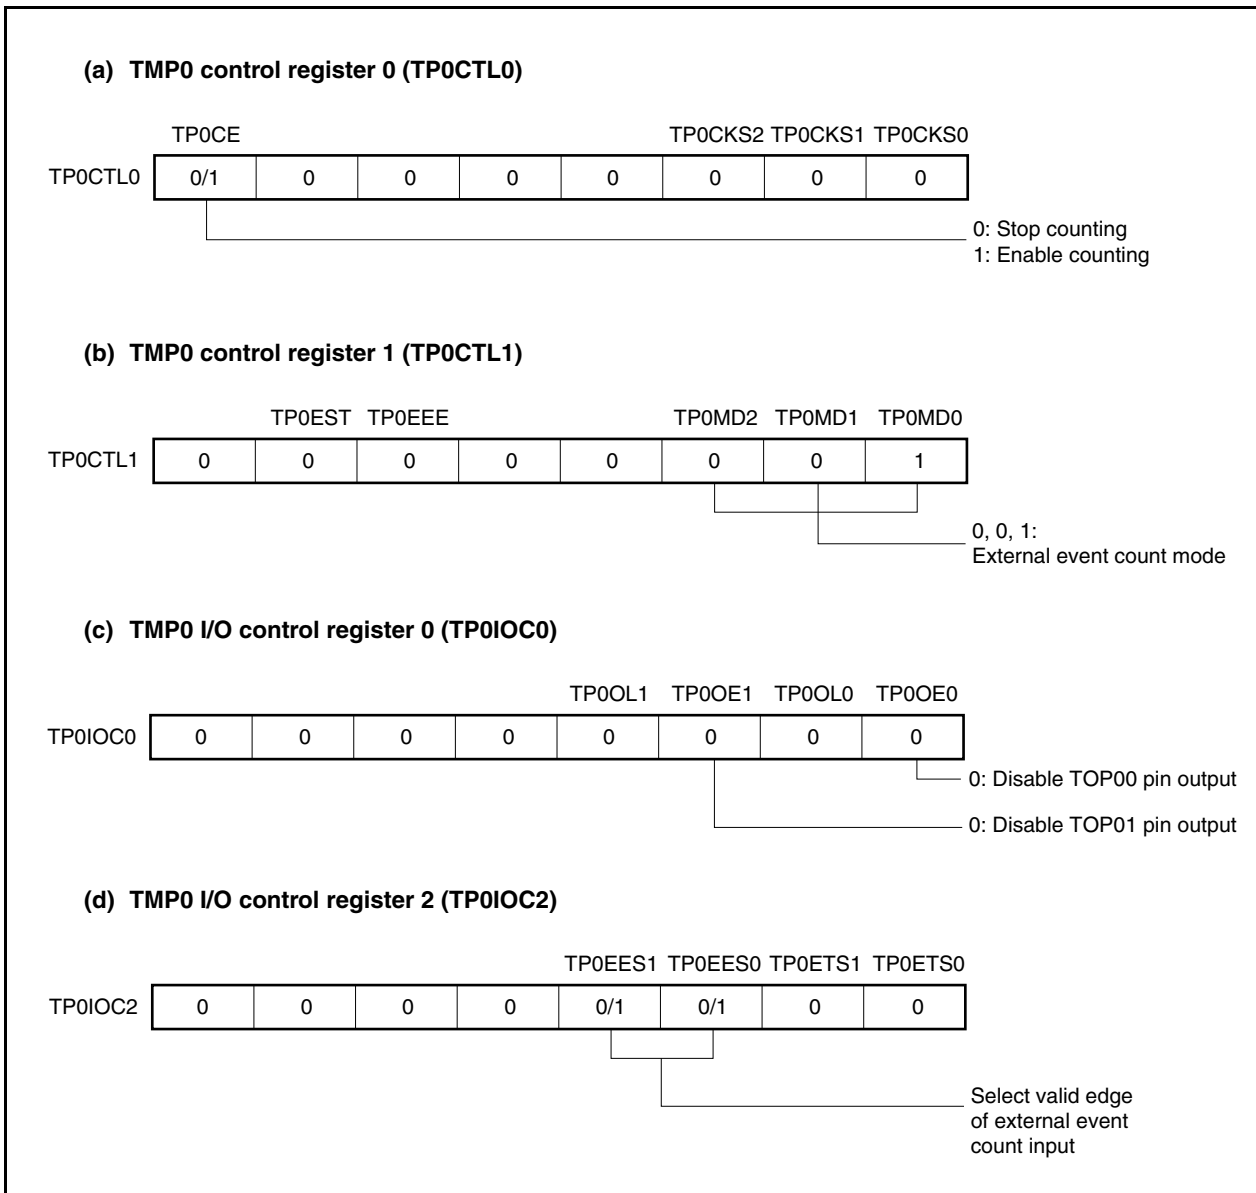 (a) TMP0 control register 0 (TP0CTL0)
TP0CE TP0CKS2 TP0CKS1 TP0CKS0
TP0CTL0 0/1 0 0 0 0 0 0 0
0: Stop counting
1: Enable counting
(b) TMP0 control register 1 (TP0CTL1)
TP0EST TP0EEE TP0MD2 TP0MD1 TP0MD0
TP0CTL1 0 0 0 0 0 0 0 1
0, 0, 1:
External event count mode
(c) TMP0 I/O control register 0 (TP0IOC0)
TP0OL1 TP0OE1 TP0OL0 TP0OE0
TP0IOC0 0 0 0 0 0 0 0 0
0: Disable TOP00 pin output
0: Disable TOP01 pin output
(d) TMP0 I/O control register 2 (TP0IOC2)
TP0EES1 TP0EES0 TP0ETS1 TP0ETS0
TP0IOC2 0 0 0 0 0/1 0/1 0 0
Select valid edge
of external event
count input